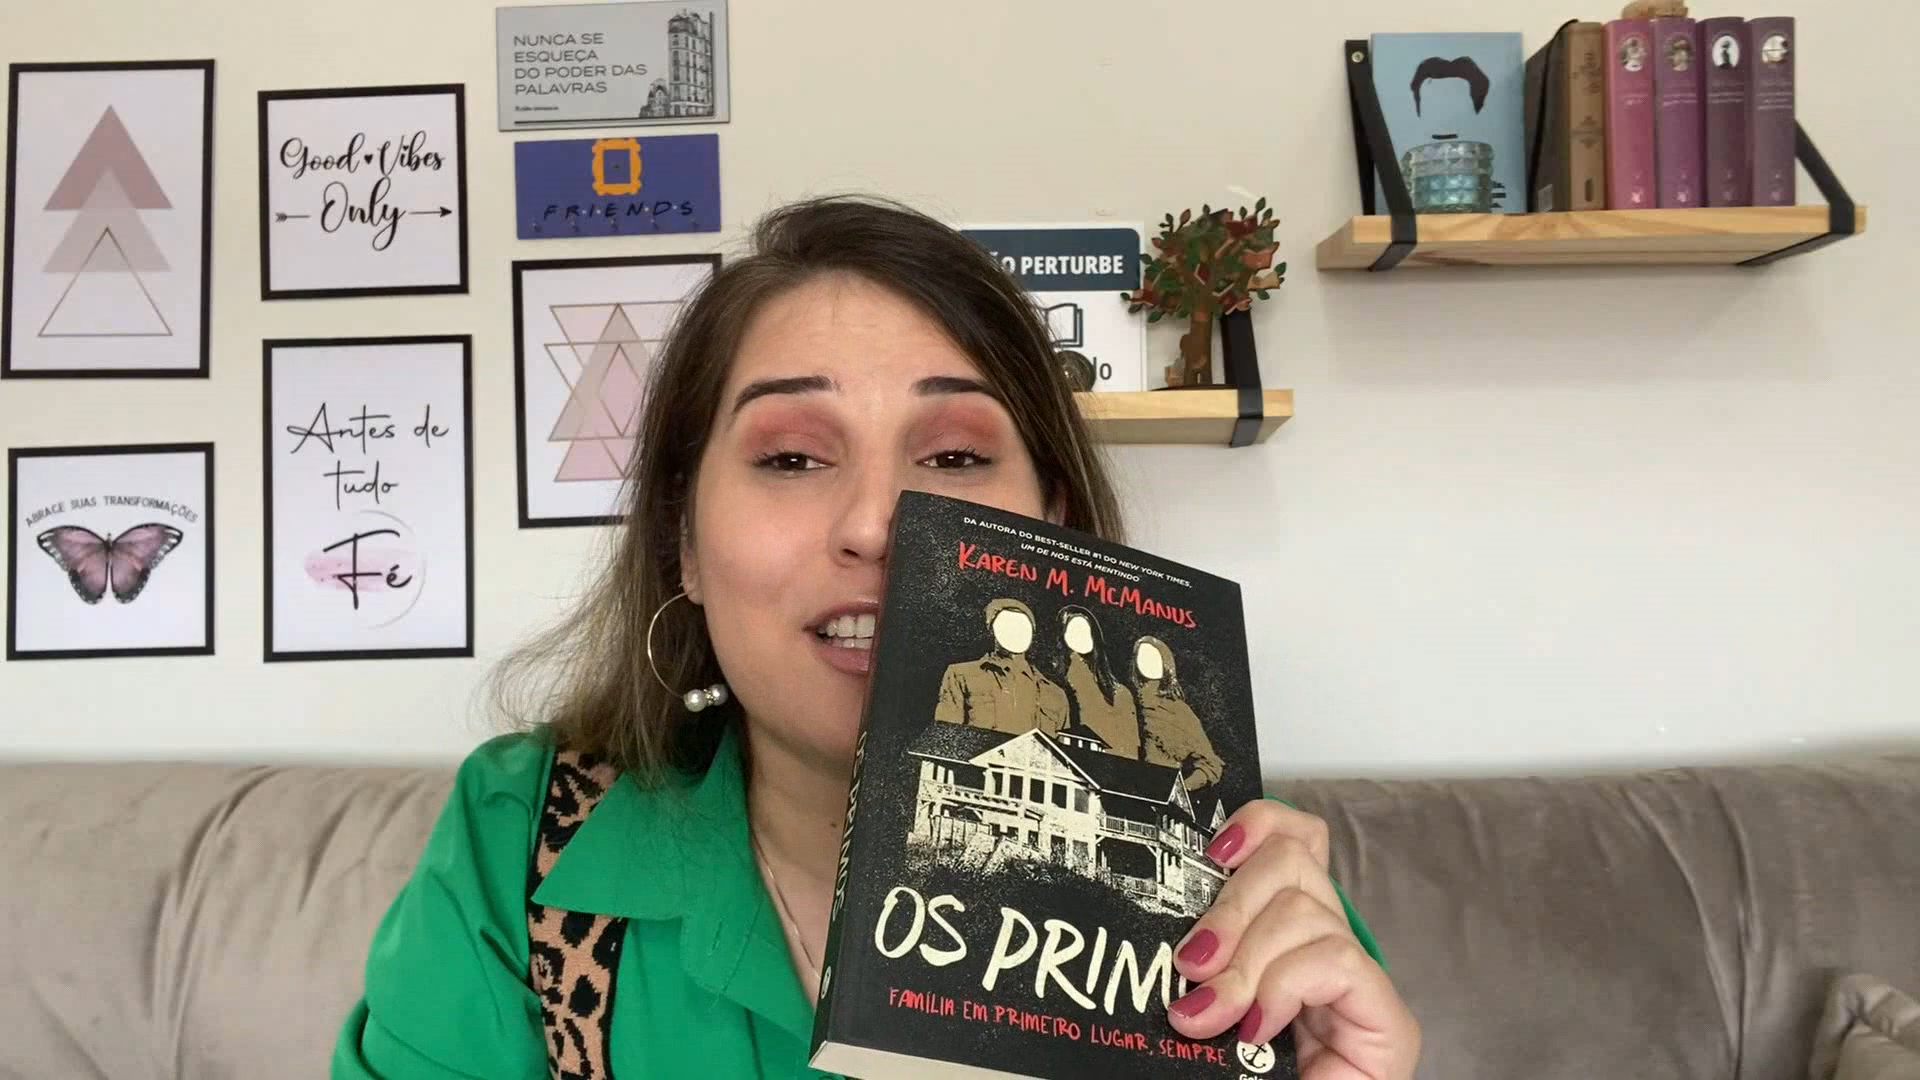 NUNCA SE
ESQUEÇA
DO PODER DAS
PALAVRAS
FRIENDS
Good Vibes
Only
Antes de
tudo
Fé
ABRACE SUAS TRANSFORMAÇÕES
O PERTURBE
DA AUTORA DO BEST-SELLER #1 DO NEW YORK TIMES,
UM DE NÓS ESTÁ MENTINDO
KAREN M. MCMANUS
OS PRIM
FAMÍLIA EM PRIMEIRO LUGAR, SEMPRE
OS PRIMOS